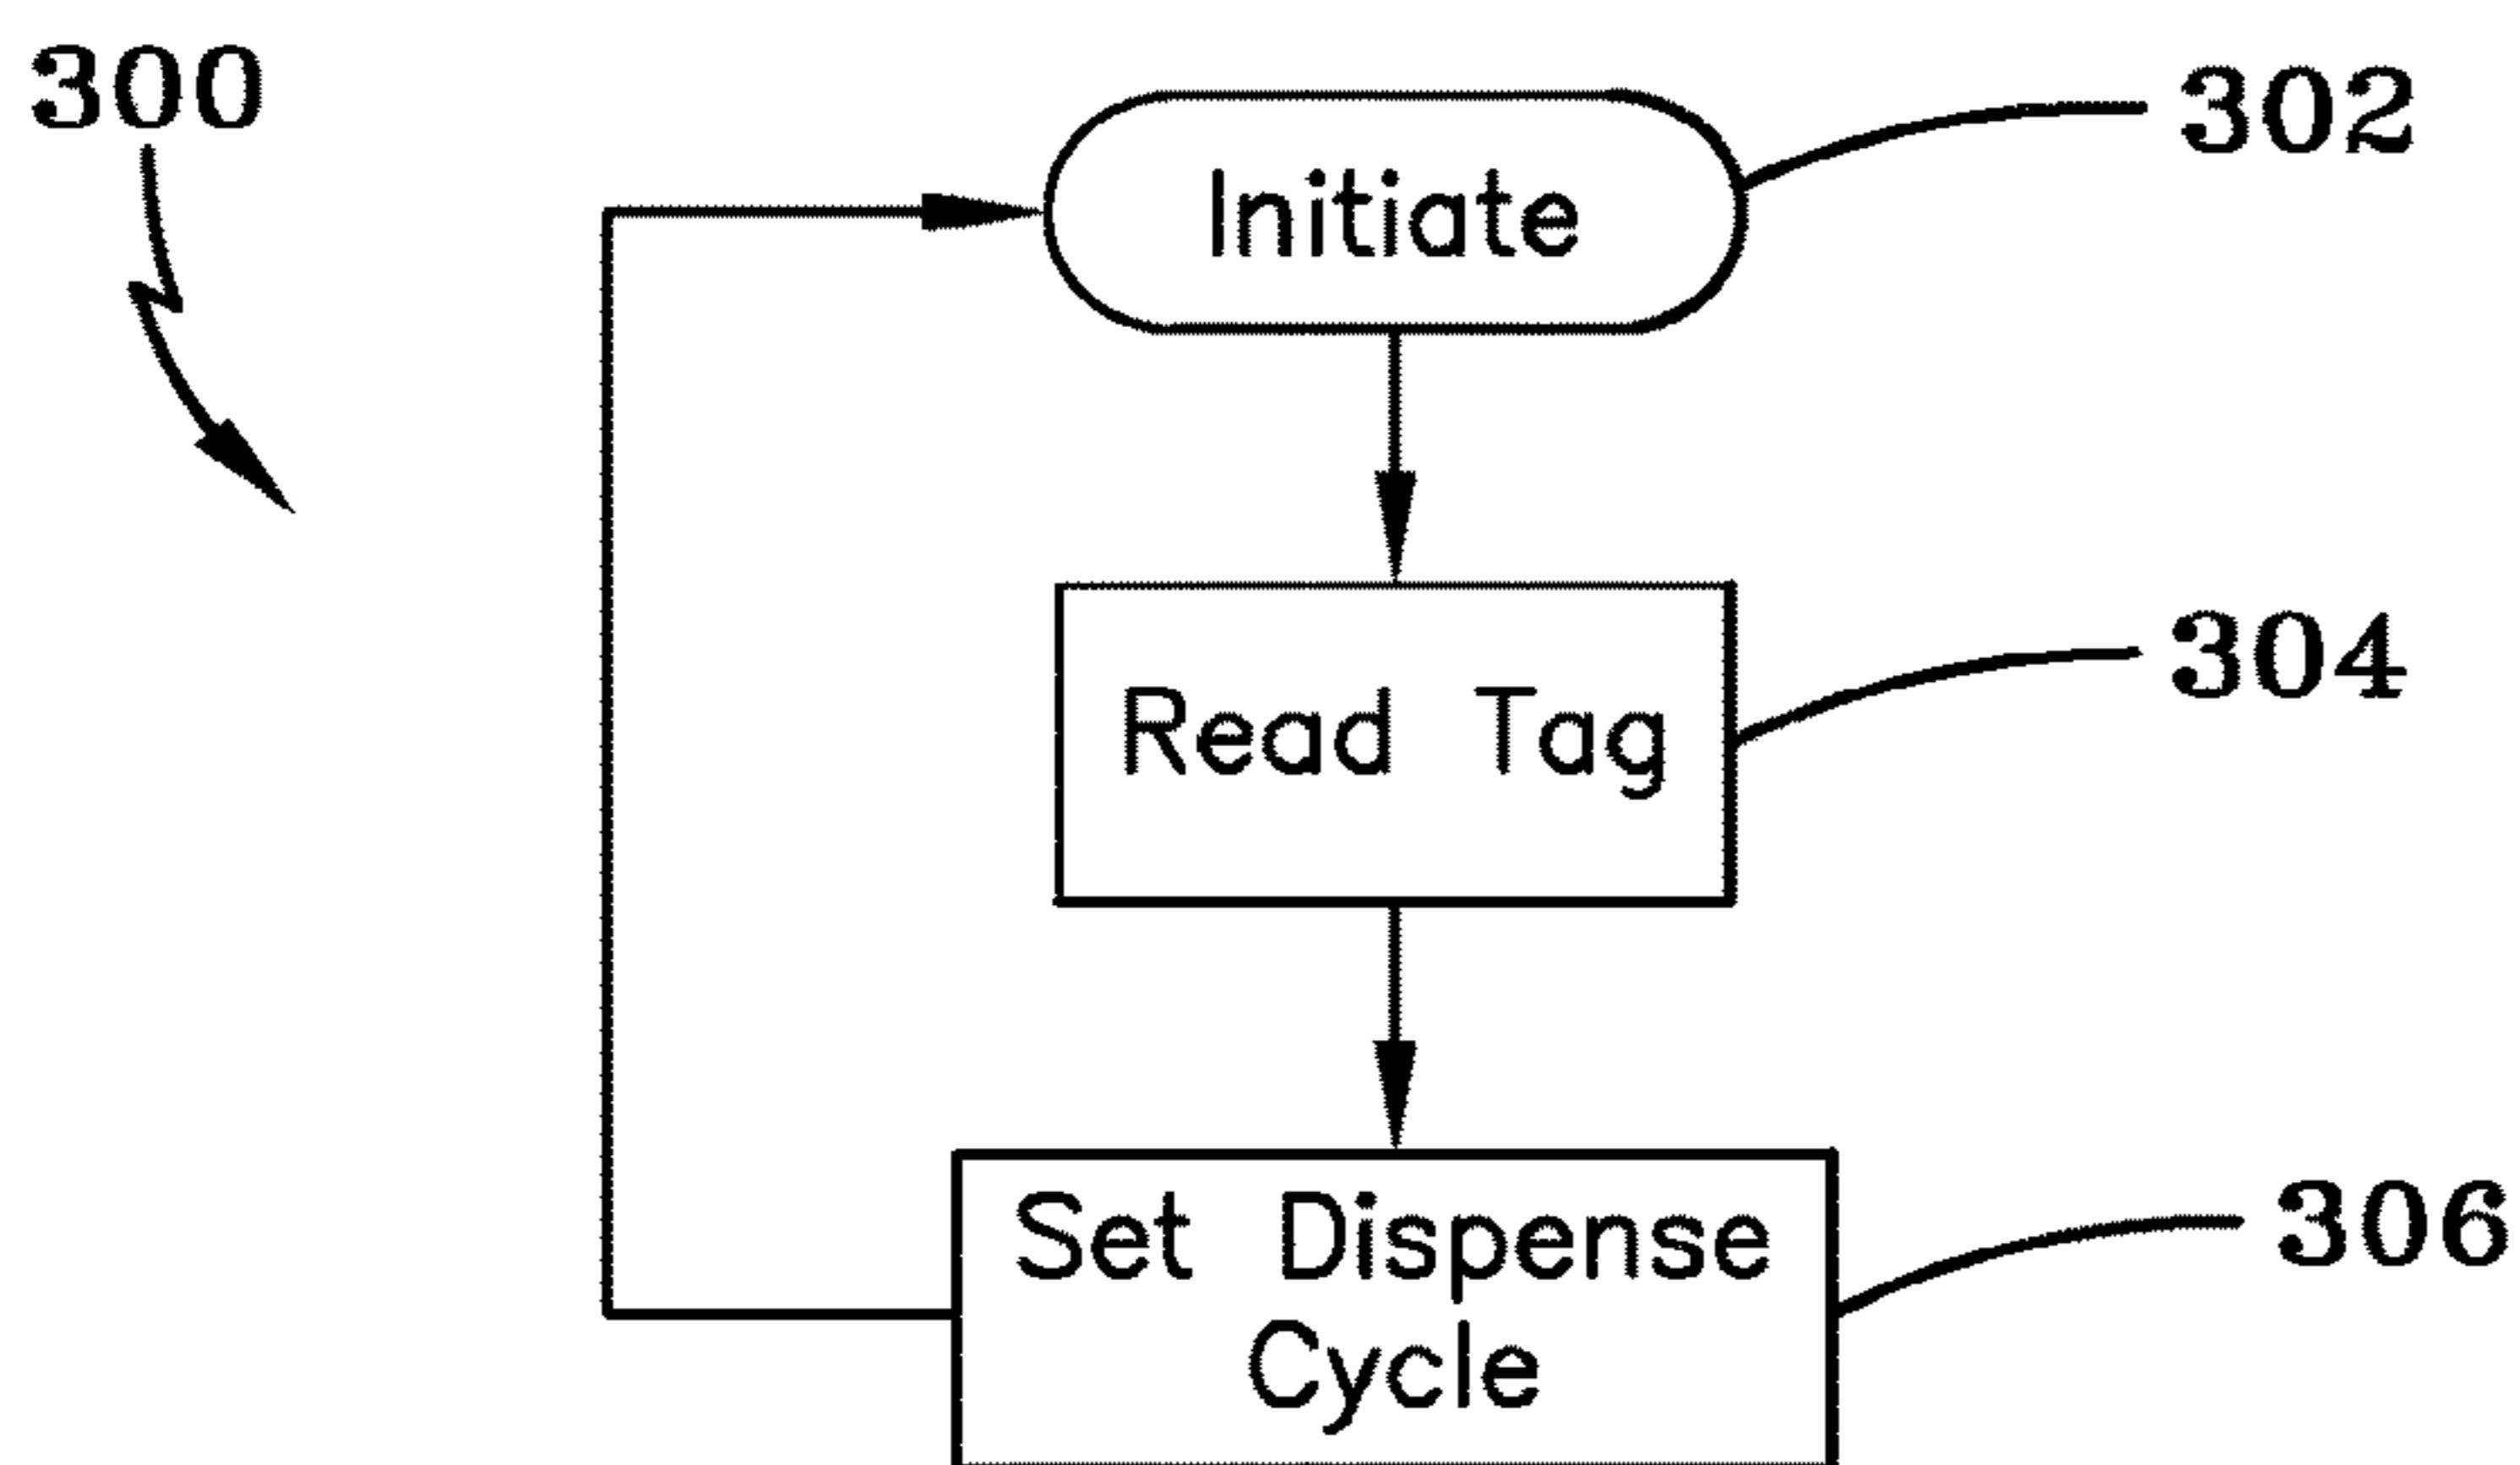 300
302
Initiate
304
Read Tag
306
Set Dispense
Cycle